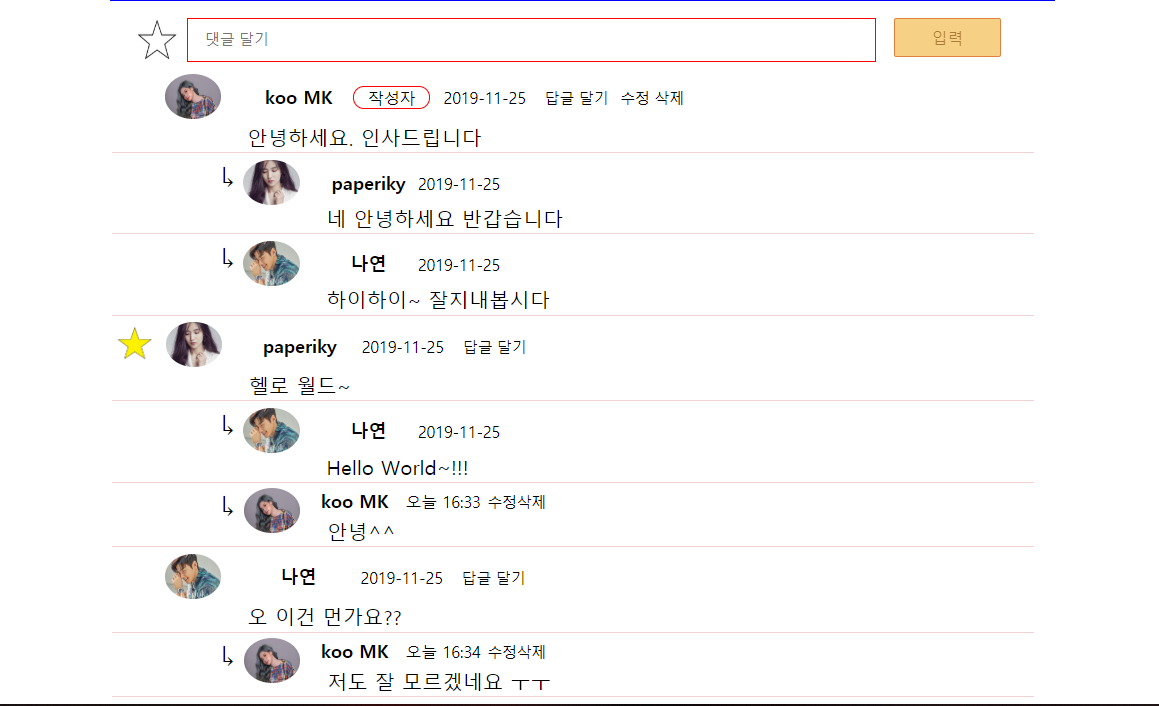 댓글 달기 입력
koo MK 작성자 2019-11-25 답글 달기 수정 삭제
안녕하세요. 인사드립니다
paperiky 2019-11-25
네 안녕하세요 반갑습니다
나연 2019-11-25
하이하이~ 잘지내봅시다
paperiky 2019-11-25 답글 달기
헬로 월드~
나연 2019-11-25
Hello World~!!!
koo MK 오늘 16:33 수정삭제
안녕^^
나연 2019-11-25 답글 달기
오 이건 먼가요??
koo MK 오늘 16:34 수정삭제
저도 잘 모르겠네요 ㅜㅜ